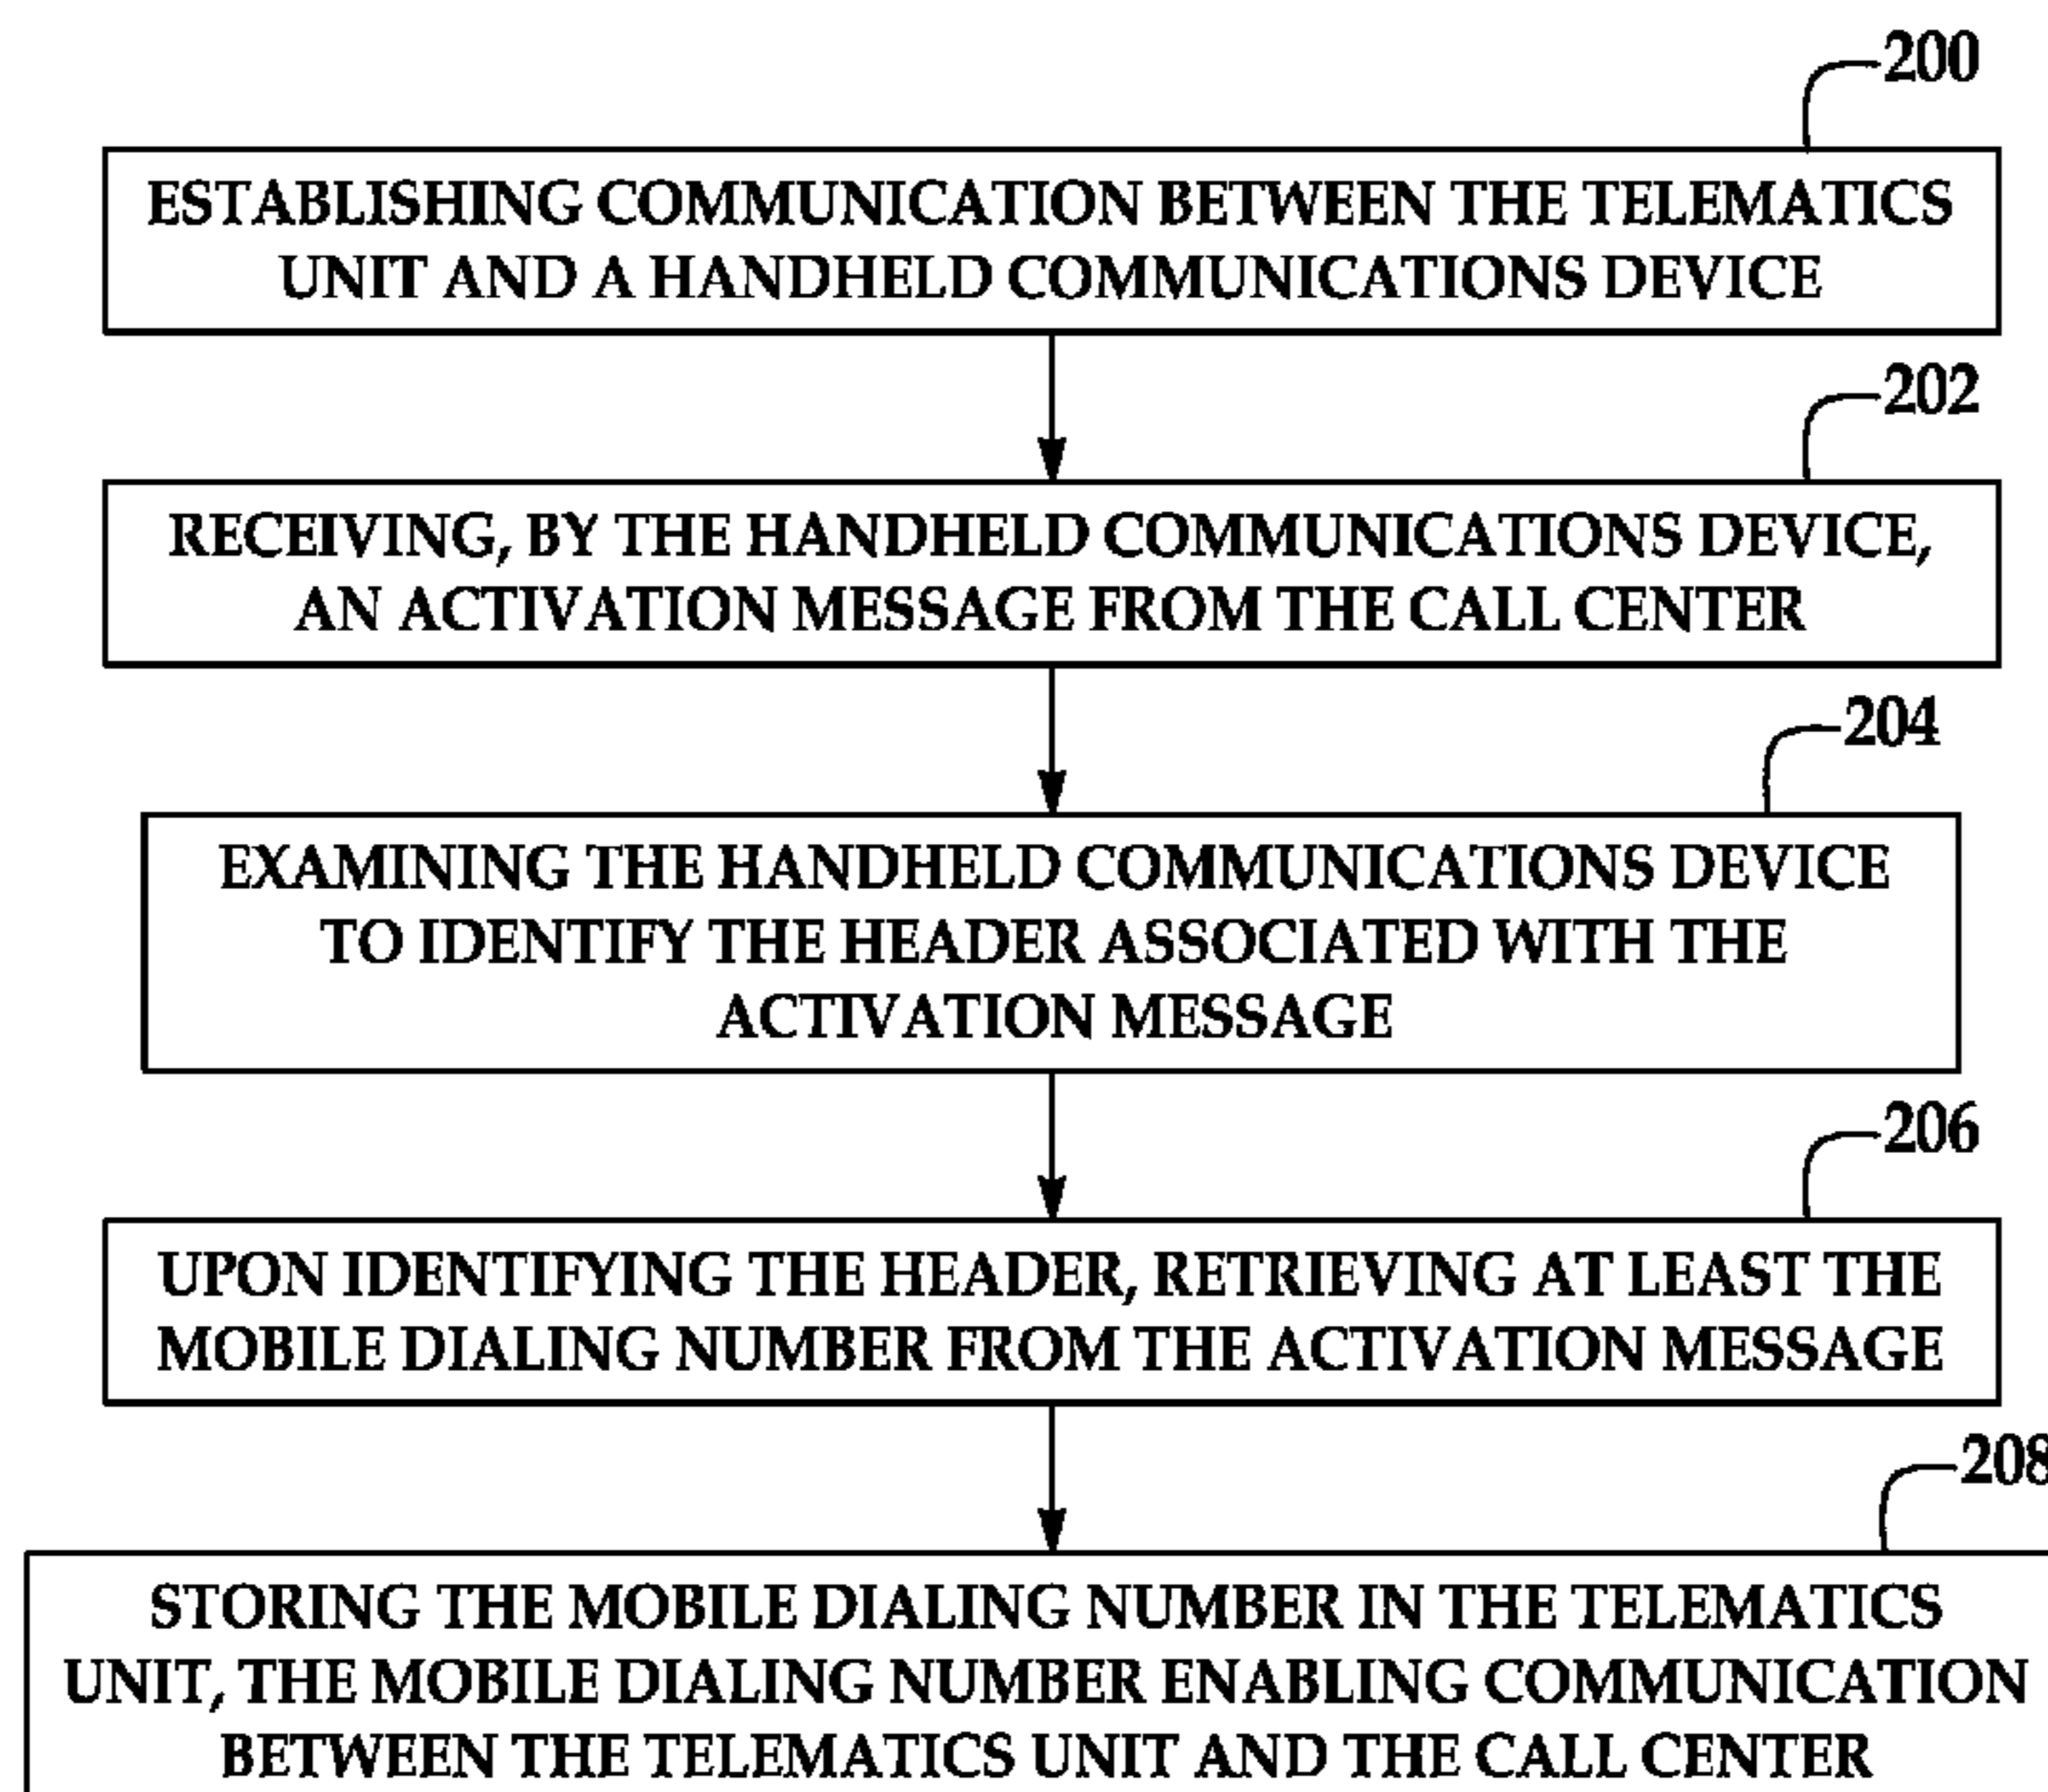 200
ESTABLISHING COMMUNICATION BETWEEN THE TELEMATICS
UNIT AND A HANDHELD COMMUNICATIONS DEVICE
202
RECEIVING, BY THE HANDHELD COMMUNICATIONS DEVICE,
AN ACTIVATION MESSAGE FROM THE CALL CENTER
204
EXAMINING THE HANDHELD COMMUNICATIONS DEVICE
TO IDENTIFY THE HEADER ASSOCIATED WITH THE
ACTIVATION MESSAGE
206
UPON IDENTIFYING THE HEADER, RETRIEVING AT LEAST THE
MOBILE DIALING NUMBER FROM THE ACTIVATION MESSAGE
208
STORING THE MOBILE DIALING NUMBER IN THE TELEMATICS
UNIT, THE MOBILE DIALING NUMBER ENABLING COMMUNICATION
BETWEEN THE TELEMATICS UNIT AND THE CALL CENTER